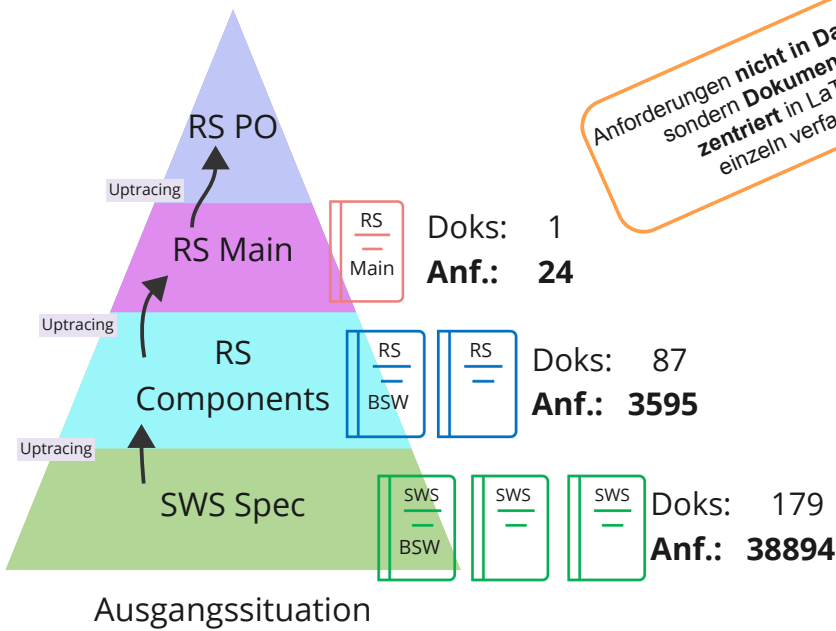 Anforderungen nicht in
sondern
zentriert in
einzeln
RS PO
Uptracing
RS Main
RS
Main
Doks: 1
Anf.: 24
Uptracing
RS
Components
RS
BSW
RS
Doks: 87
Anf.: 3595
Uptracing
SWS Spec
SWS
BSW
SWS
SWS
Doks: 179
Anf.: 38894
Ausgangssituation